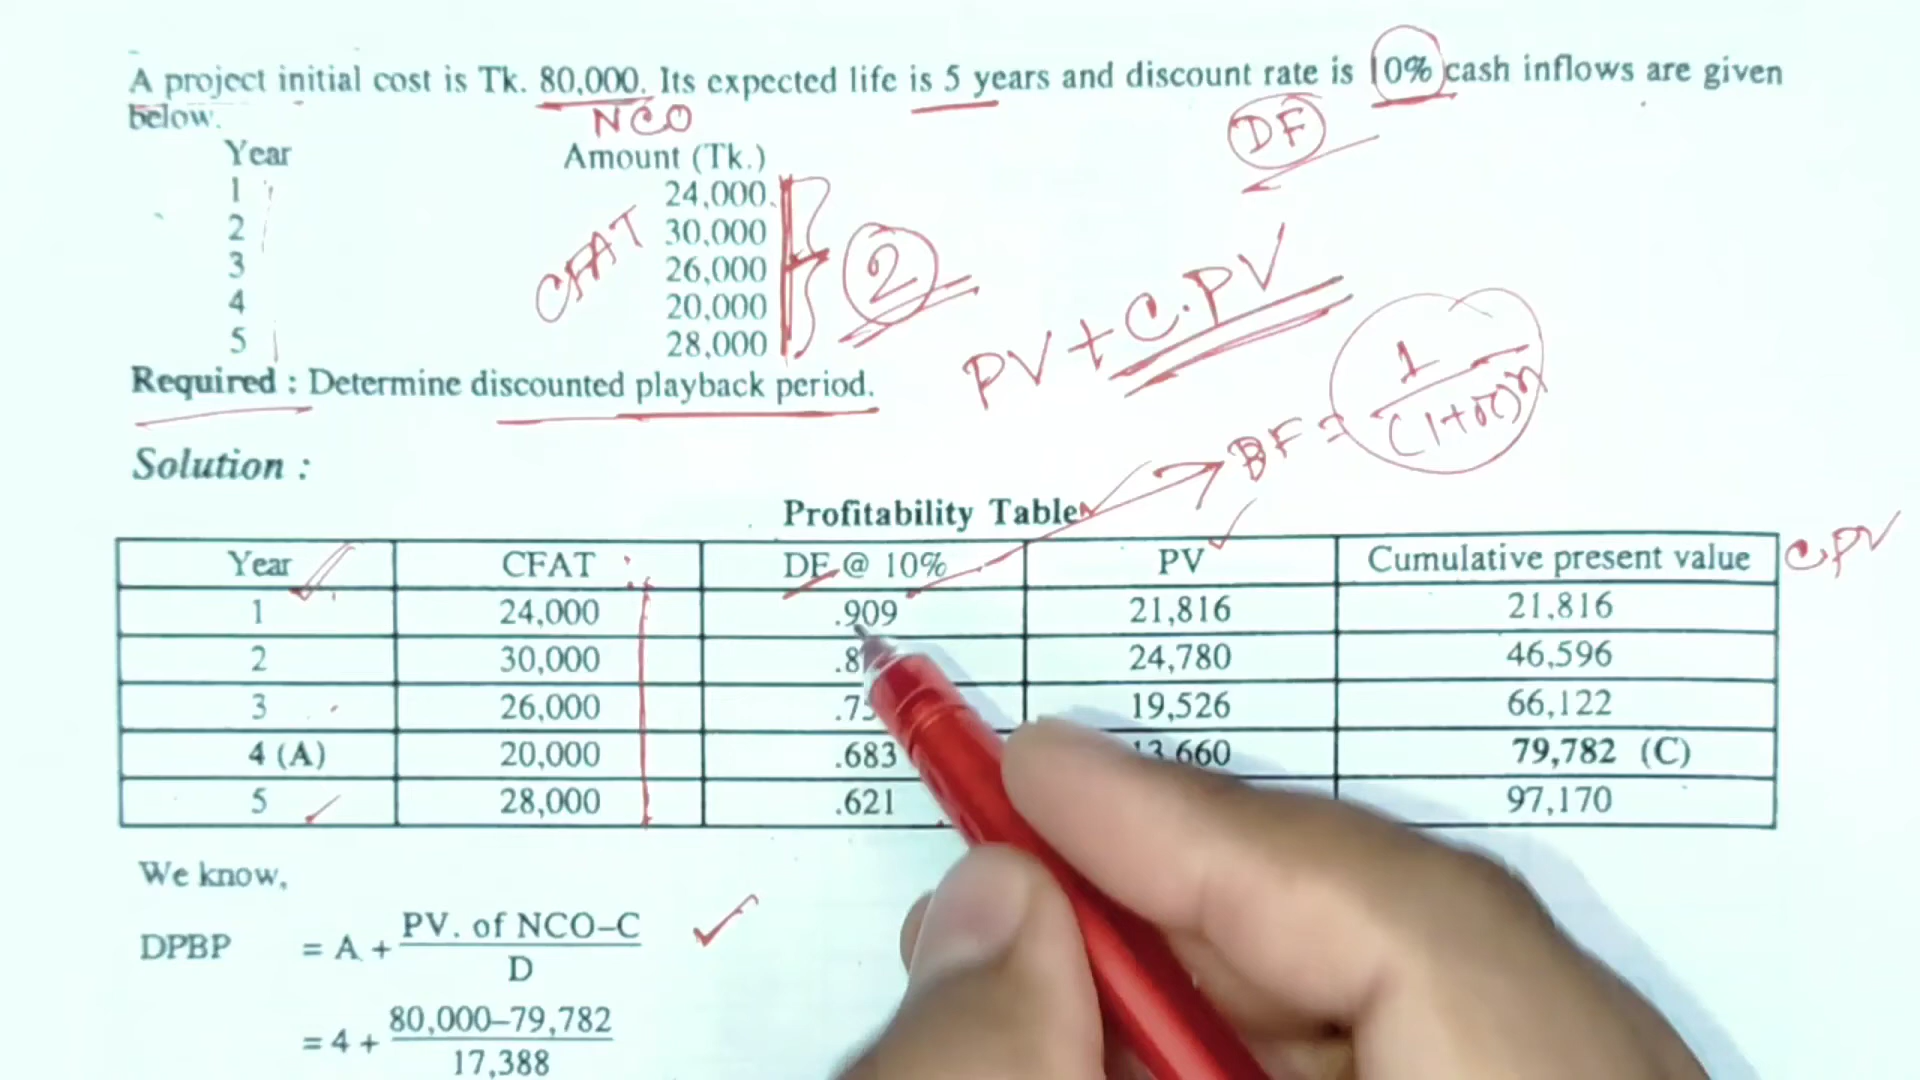 A project initial cost is Tk. 80,000. Its expected life is 5 years and discount rate is 10% cash inflows are given
below.
NCO
DF
Year Amount (Tk.)
1 24,000
2 30,000
3 26,000
4 20,000
5 28,000
CFAT
2
PV + C.PV
Required : Determine discounted playback period.
BF = 1 / (1+r)n
Solution :
Profitability Table
Year CFAT DF @ 10% PV Cumulative present value C.PV
1 24,000 .909 21,816 21,816
2 30,000 24,780 46,596
3 26,000 19,526 66,122
4 (A) 20,000 .683 13,660 79,782 (C)
5 28,000 .621 97,170
We know,
DPBP = A + PV. of NCO–C / D
= 4 + 80,000–79,782 / 17,388